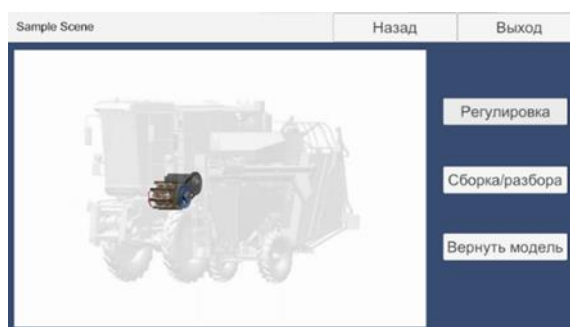 Sample Scene
Назад
Выход
Регулировка
Сборка/разбора
Вернуть модель